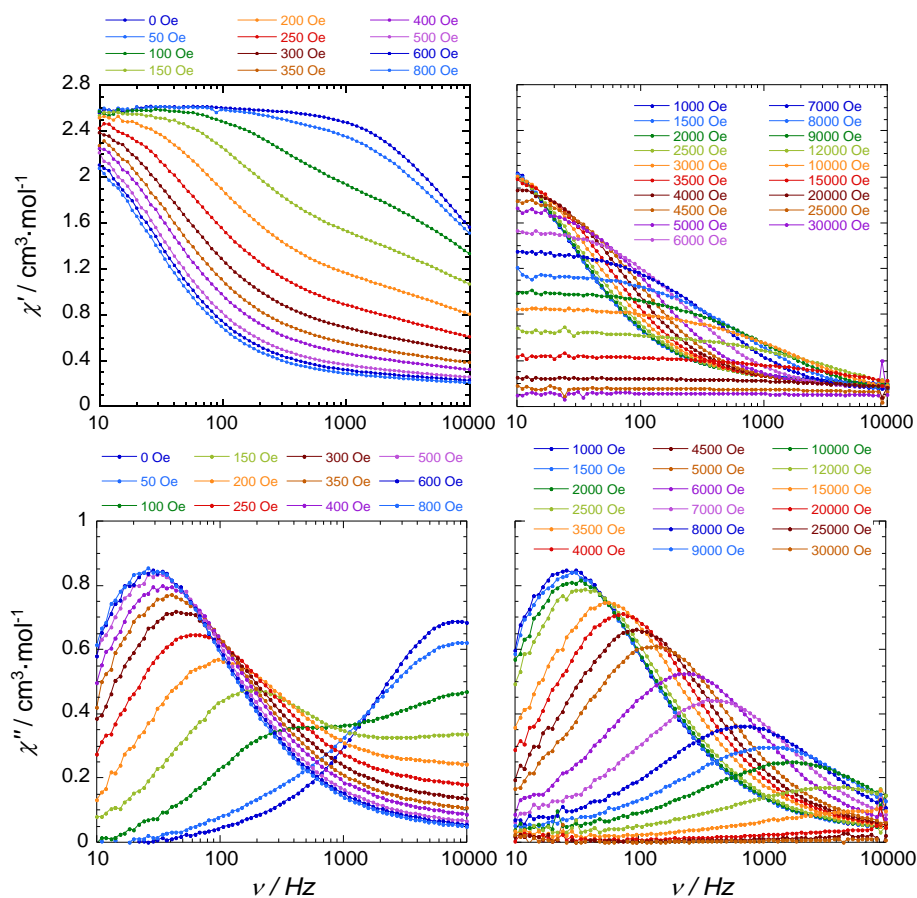 0 Oe 200 Oe 400 Oe
50 Oe 250 Oe 500 Oe
100 Oe 300 Oe 600 Oe
150 Oe 350 Oe 800 Oe
2.8
2.4
2
1.6
1.2
0.8
0.4
0
χ' / cm³·mol⁻¹
10 100 1000 10000
1000 Oe 7000 Oe
1500 Oe 8000 Oe
2000 Oe 9000 Oe
2500 Oe 12000 Oe
3000 Oe 10000 Oe
3500 Oe 15000 Oe
4000 Oe 20000 Oe
4500 Oe 25000 Oe
5000 Oe 30000 Oe
6000 Oe
10 100 1000 10000
0 Oe 150 Oe 300 Oe 500 Oe
50 Oe 200 Oe 350 Oe 600 Oe
100 Oe 250 Oe 400 Oe 800 Oe
1
0.8
0.6
0.4
0.2
0
χ'' / cm³·mol⁻¹
10 100 1000 10000
ν / Hz
1000 Oe 4500 Oe 10000 Oe
1500 Oe 5000 Oe 12000 Oe
2000 Oe 6000 Oe 15000 Oe
2500 Oe 7000 Oe 20000 Oe
3500 Oe 8000 Oe 25000 Oe
4000 Oe 9000 Oe 30000 Oe
10 100 1000 10000
ν / Hz